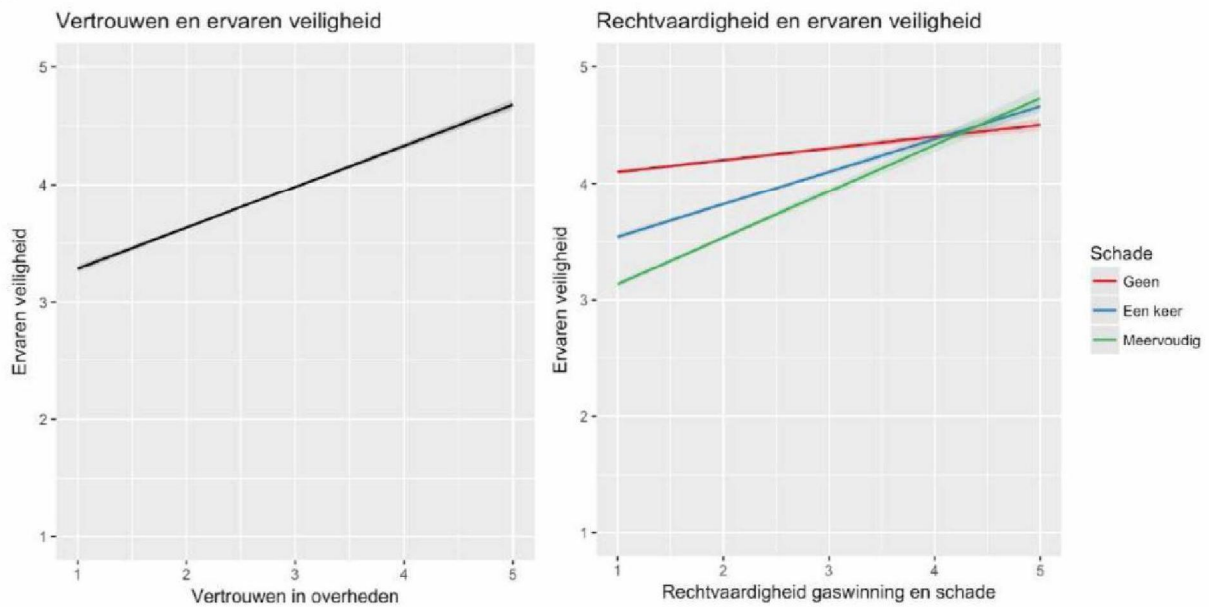 Vertrouwen en ervaren veiligheid
5
4
3
2
1
Ervaren veiligheid
1 2 3 4 5
Vertrouwen in overheden
Rechtvaardigheid en ervaren veiligheid
5
4
3
2
1
Ervaren veiligheid
1 2 3 4 5
Rechtvaardigheid gaswinning en schade
Schade
Geen
Een keer
Meervoudig